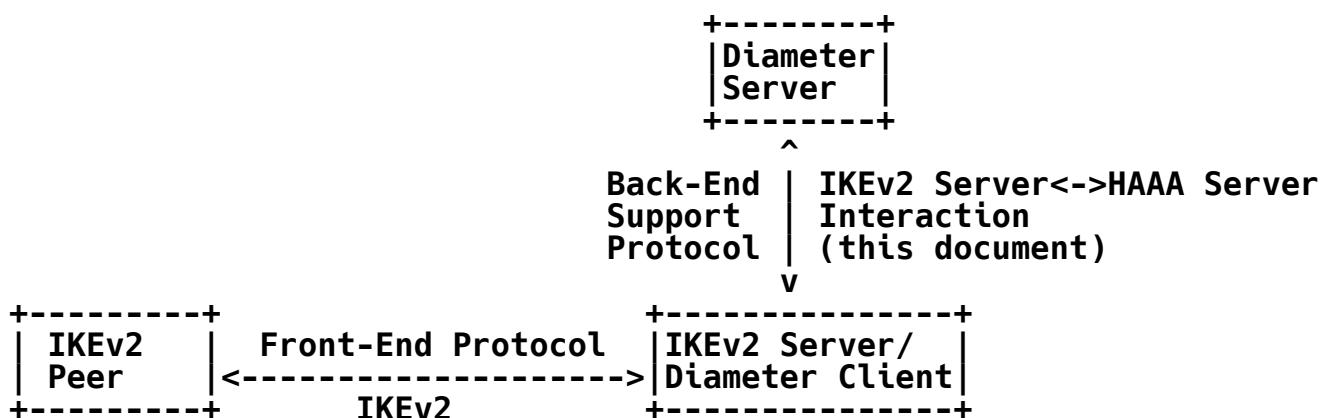 +--------+
                                     |Diameter|
                                     |Server  |
                                     +--------+
                                         ^
                                Back-End | IKEv2 Server<->HAAA Server
                                Support  | Interaction
                                Protocol | (this document)
                                         v
+---------+                       +---------------+
|  IKEv2  |  Front-End Protocol   |IKEv2 Server/  |
|  Peer   |<--------------------->|Diameter Client|
+---------+        IKEv2          +---------------+